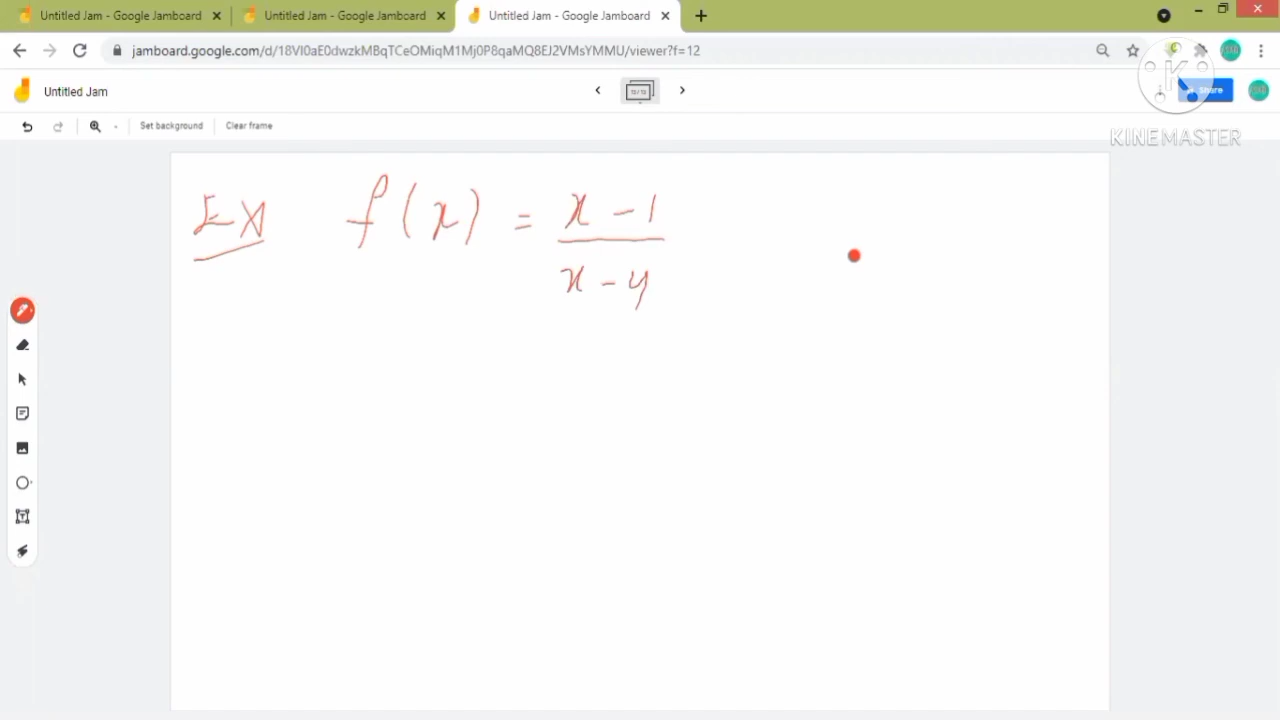 Untitled Jam - Google Jamboard Untitled Jam - Google Jamboard Untitled Jam - Google Jamboard
jamboard.google.com/d/18Vl0aE0dwzkMBqTCeOMiqM1Mj0P8qaMQ8EJ2VMsYMMU/viewer?f=12
Untitled Jam
Share
K
KINEMASTER
Set background Clear frame
EX f(x) = x - 1
x - 4